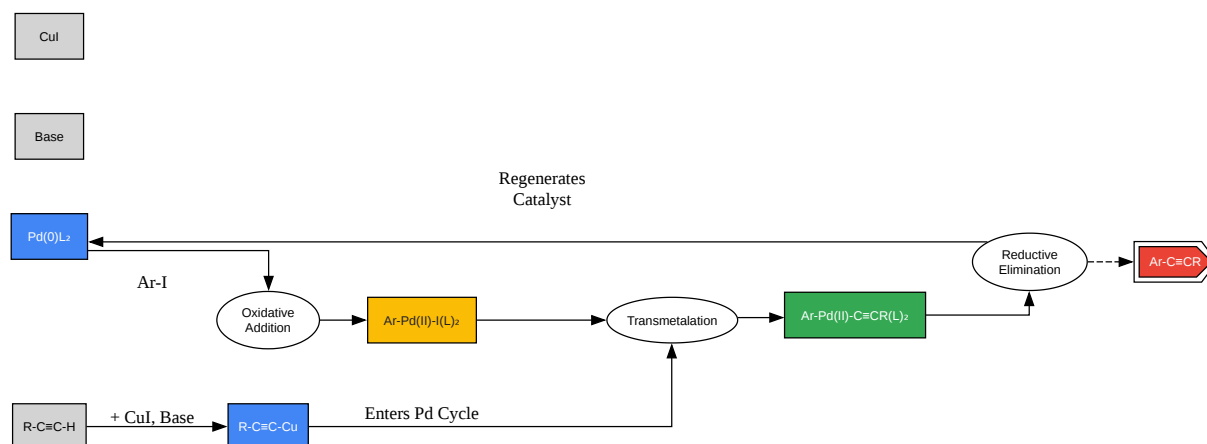 CuI
Base
Regenerates
Catalyst
Pd(0)L₂
Ar-I
Reductive
Elimination
Ar-C≡CR
Oxidative
Addition
Ar-Pd(II)-I(L)₂
Transmetalation
Ar-Pd(II)-C≡CR(L)₂
R-C≡C-H
+ CuI, Base
R-C≡C-Cu
Enters Pd Cycle